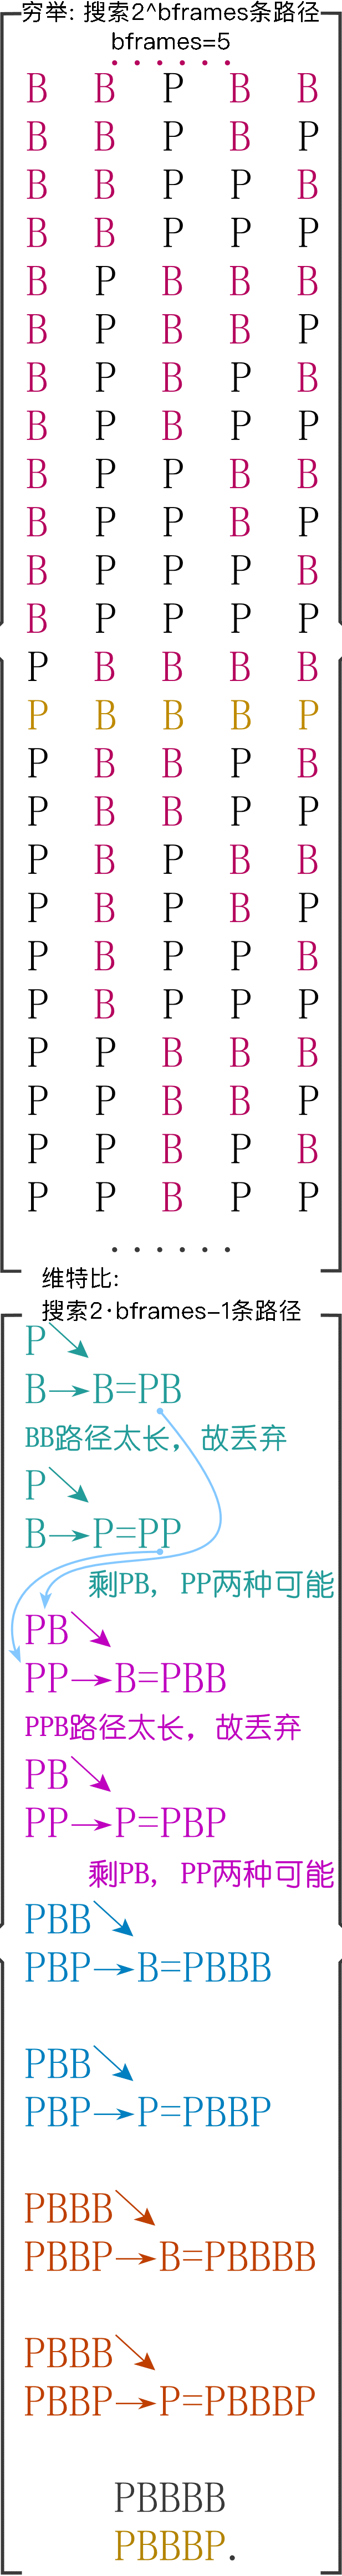 穷举: 搜索2^bframes条路径
bframes=5
......
B B P B B
B B P B P
B B P P B
B B P P P
B P B B B
B P B B P
B P B P B
B P B P P
B P P B B
B P P B P
B P P P B
B P P P P
P B B B B
P B B B P
P B B P B
P B B P P
P B P B B
P B P B P
P B P P B
P B P P P
P P B B B
P P B B P
P P B P B
P P B P P
......
维特比:
搜索2·bframes-1条路径
P
B→B=PB
BB路径太长，故丢弃
P
B→P=PP
剩PB，PP两种可能
PB
PP→B=PBB
PPB路径太长，故丢弃
PB
PP→P=PBP
剩PB，PP两种可能
PBB
PBP→B=PBBB
PBB
PBP→P=PBBP
PBBB
PBBP→B=PBBBB
PBBB
PBBP→P=PBBBP
PBBBB
PBBBP.